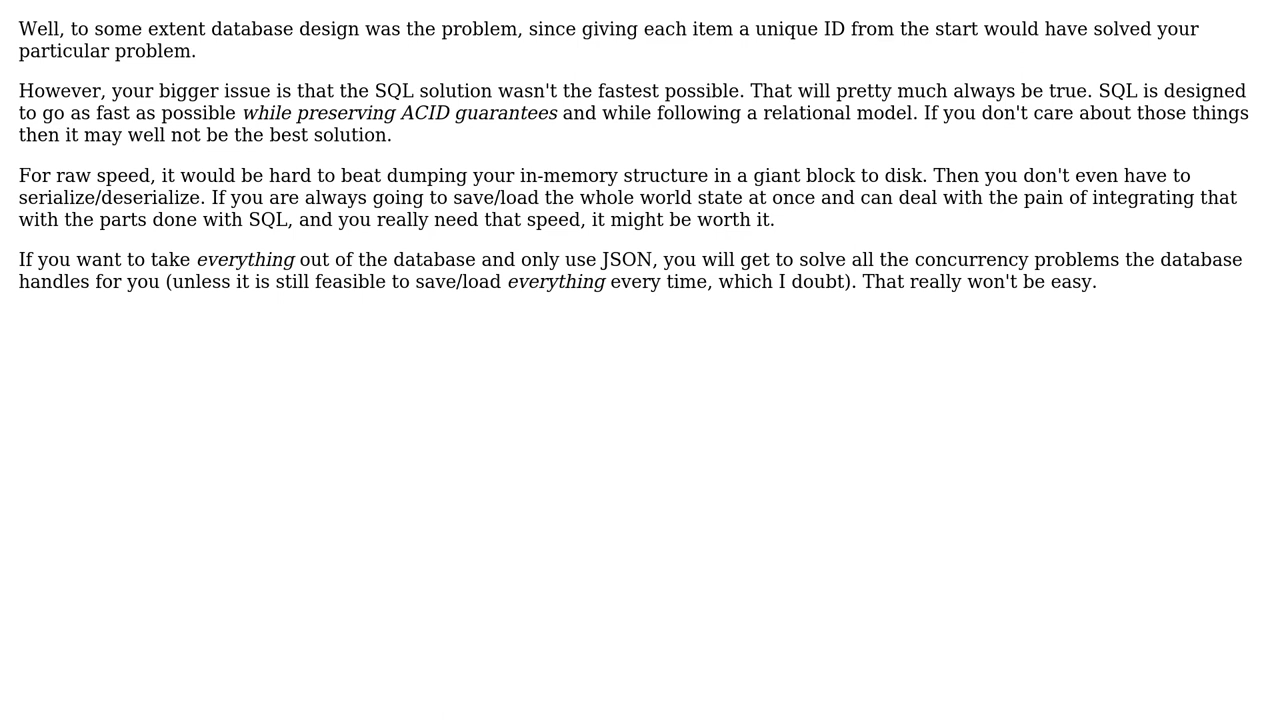 Well, to some extent database design was the problem, since giving each item a unique ID from the start would have solved your
particular problem.
However, your bigger issue is that the SQL solution wasn't the fastest possible. That will pretty much always be true. SQL is designed
to go as fast as possible while preserving ACID guarantees and while following a relational model. If you don't care about those things
then it may well not be the best solution.
For raw speed, it would be hard to beat dumping your in-memory structure in a giant block to disk. Then you don't even have to
serialize/deserialize. If you are always going to save/load the whole world state at once and can deal with the pain of integrating that
with the parts done with SQL, and you really need that speed, it might be worth it.
If you want to take everything out of the database and only use JSON, you will get to solve all the concurrency problems the database
handles for you (unless it is still feasible to save/load everything every time, which I doubt). That really won't be easy.